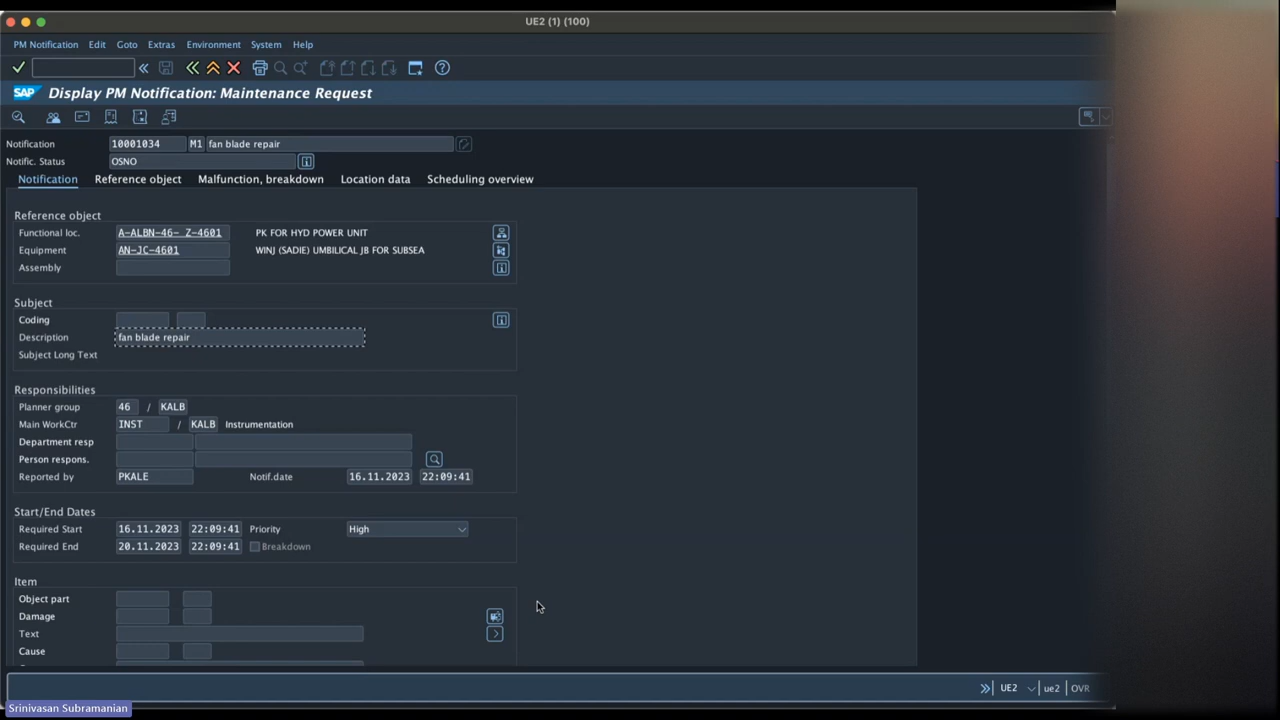 UE2 (1) (100)
PM Notification Edit Goto Extras Environment System Help
SAP Display PM Notification: Maintenance Request
Notification 10001034 M1 fan blade repair
Notific. Status OSNO
Notification Reference object Malfunction, breakdown Location data Scheduling overview
Reference object
Functional loc. A-ALBN-46- Z-4601 PK FOR HYD POWER UNIT
Equipment AN-JC-4601 WINJ (SADIE) UMBILICAL JB FOR SUBSEA
Assembly
Subject
Coding
Description fan blade repair
Subject Long Text
Responsibilities
Planner group 46 / KALB
Main WorkCtr INST / KALB Instrumentation
Department resp
Person respons.
Reported by PKALE Notif.date 16.11.2023 22:09:41
Start/End Dates
Required Start 16.11.2023 22:09:41 Priority High
Required End 20.11.2023 22:09:41 Breakdown
Item
Object part
Damage
Text
Cause
UE2 ue2 OVR
Srinivasan Subramanian